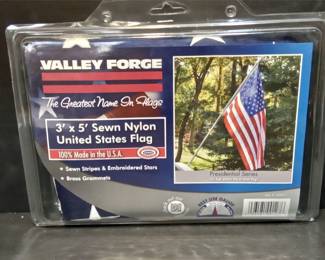 VALLEY FORGE
The Greatest Name In Flags
3' x 5' Sewn Nylon
United States Flag
100% Made in the U.S.A.
• Sewn Stripes & Embroidered Stars
• Brass Grommets
Presidential Series